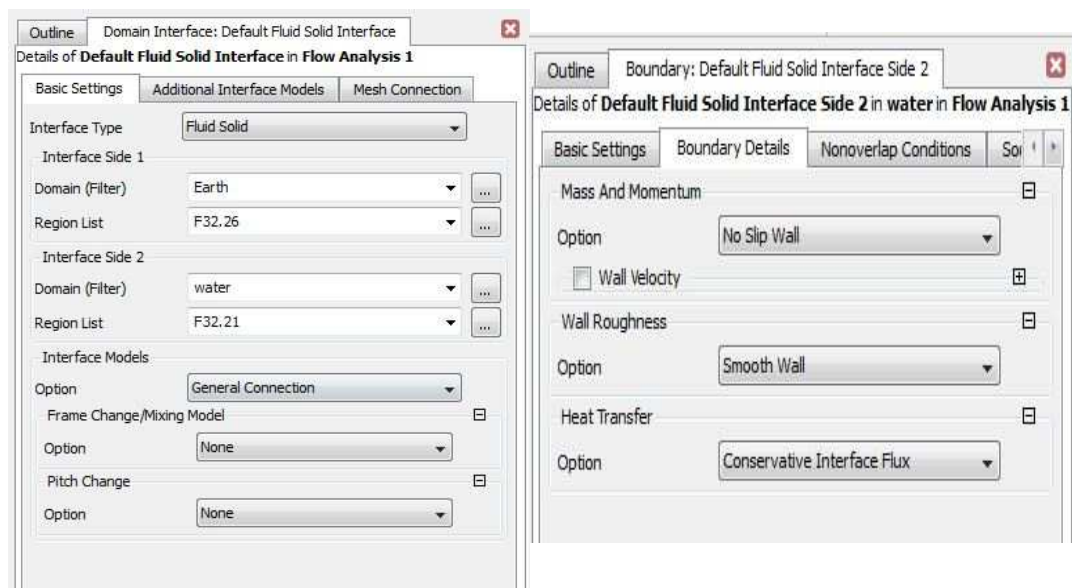 Outline Domain Interface: Default Fluid Solid Interface
Details of Default Fluid Solid Interface in Flow Analysis 1
Basic Settings Additional Interface Models Mesh Connection
Interface Type Fluid Solid
Interface Side 1
Domain (Filter) Earth ...
Region List F32.26 ...
Interface Side 2
Domain (Filter) water ...
Region List F32.21 ...
Interface Models
Option General Connection
Frame Change/Mixing Model
Option None
Pitch Change
Option None
Outline Boundary: Default Fluid Solid Interface Side 2
Details of Default Fluid Solid Interface Side 2 in water in Flow Analysis 1
Basic Settings Boundary Details Nonoverlap Conditions
Mass And Momentum
Option No Slip Wall
Wall Velocity
Wall Roughness
Option Smooth Wall
Heat Transfer
Option Conservative Interface Flux